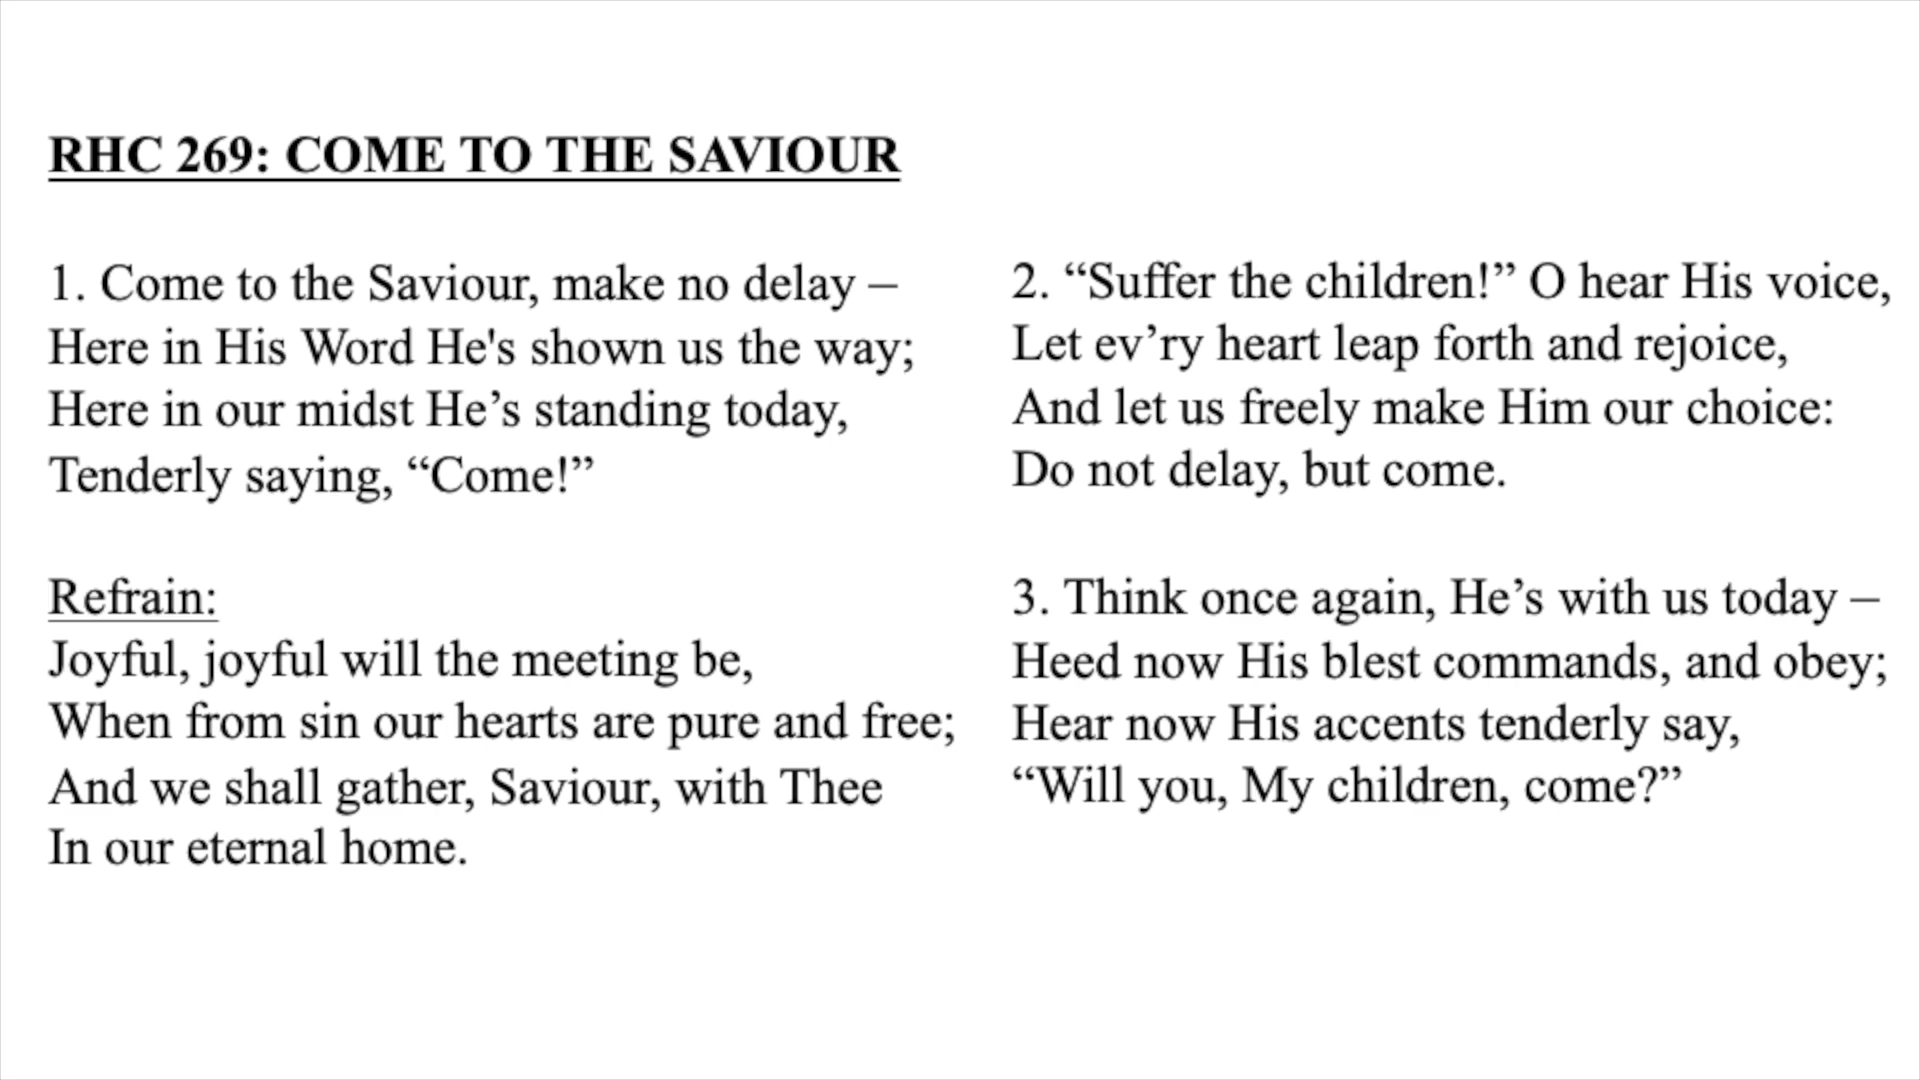 RHC 269: COME TO THE SAVIOUR
1. Come to the Saviour, make no delay –
Here in His Word He's shown us the way;
Here in our midst He’s standing today,
Tenderly saying, “Come!”
Refrain:
Joyful, joyful will the meeting be,
When from sin our hearts are pure and free;
And we shall gather, Saviour, with Thee
In our eternal home.
2. “Suffer the children!” O hear His voice,
Let ev’ry heart leap forth and rejoice,
And let us freely make Him our choice:
Do not delay, but come.
3. Think once again, He’s with us today –
Heed now His blest commands, and obey;
Hear now His accents tenderly say,
“Will you, My children, come?”